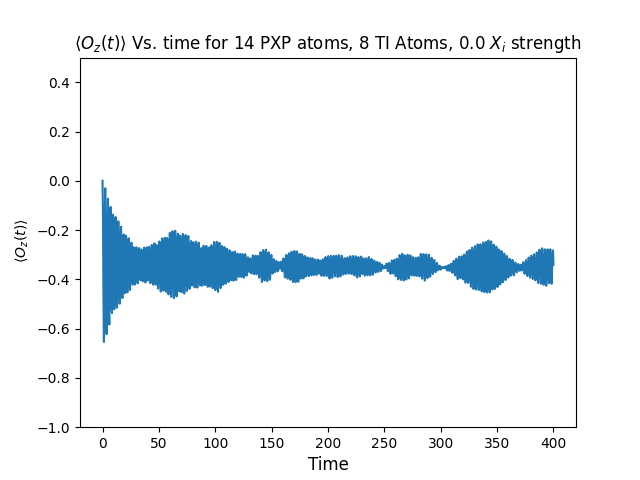 ⟨O_z(t)⟩ Vs. time for 14 PXP atoms, 8 TI Atoms, 0.0 X_i strength
0.4
0.2
0.0
−0.2
−0.4
−0.6
−0.8
−1.0
⟨O_z(t)⟩
0 50 100 150 200 250 300 350 400
Time